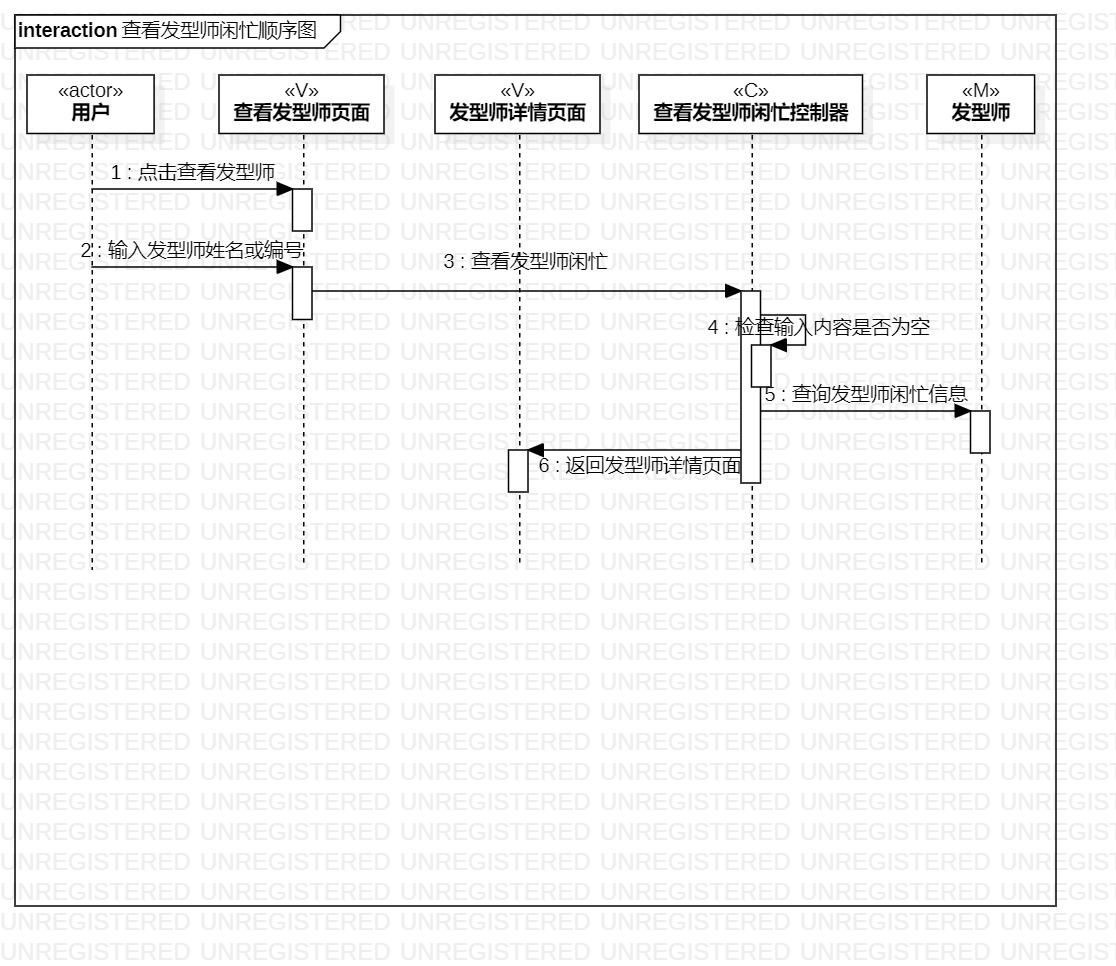 interaction 查看发型师闲忙顺序图
«actor»
用户
«V»
查看发型师页面
«V»
发型师详情页面
«C»
查看发型师闲忙控制器
«M»
发型师
1 : 点击查看发型师
2 : 输入发型师姓名或编号
3 : 查看发型师闲忙
4 : 检查输入内容是否为空
5 : 查询发型师闲忙信息
6 : 返回发型师详情页面
UNREGISTERED